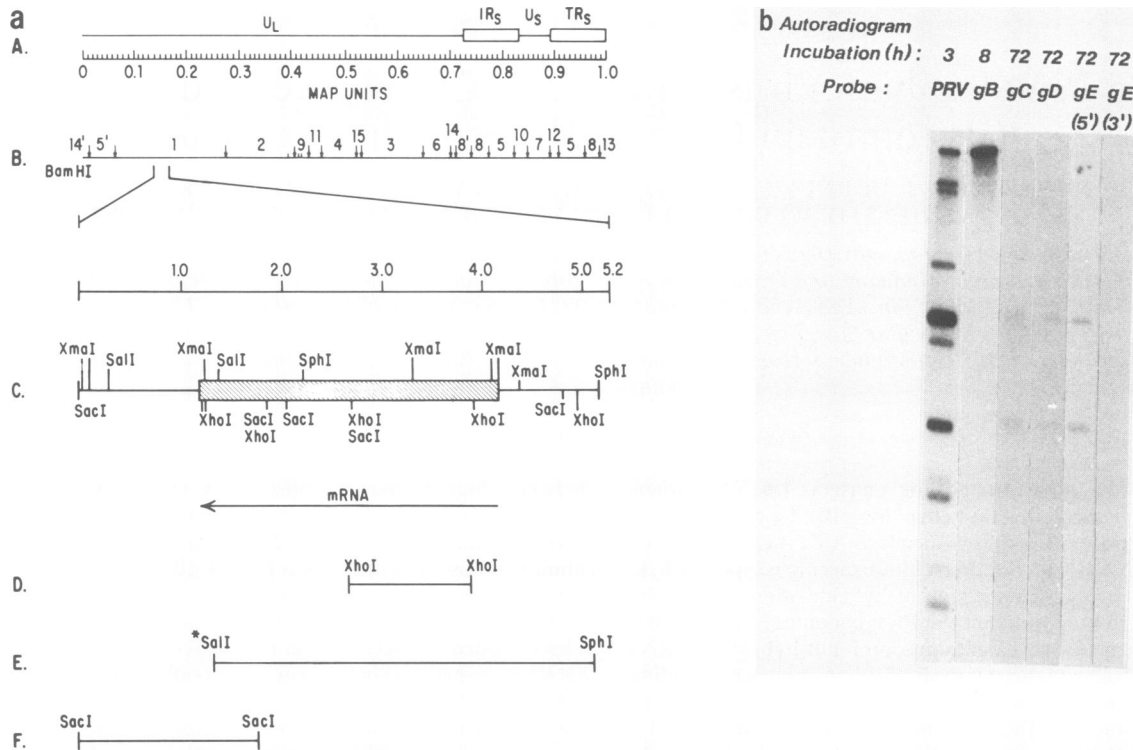 a
A.
U_L IR_S U_S TR_S
0 0.1 0.2 0.3 0.4 0.5 0.6 0.7 0.8 0.9 1.0
MAP UNITS
B.
14' 5' 1 2 9 11 4 15 3 6 14 8' 8 5 10 7 12 5 8 13
BamHI
1.0 2.0 3.0 4.0 5.0 5.2
C.
XmaI SalI XmaI SalI SphI XmaI XmaI XmaI SphI
SacI XhoI SacI SacI XhoI XhoI SacI XhoI
XhoI SacI
mRNA
D.
XhoI XhoI
E.
*SalI SphI
F.
SacI SacI
b Autoradiogram
Incubation (h) : 3 8 72 72 72 72
Probe : PRV gB gC gD gE gE
(5') (3')